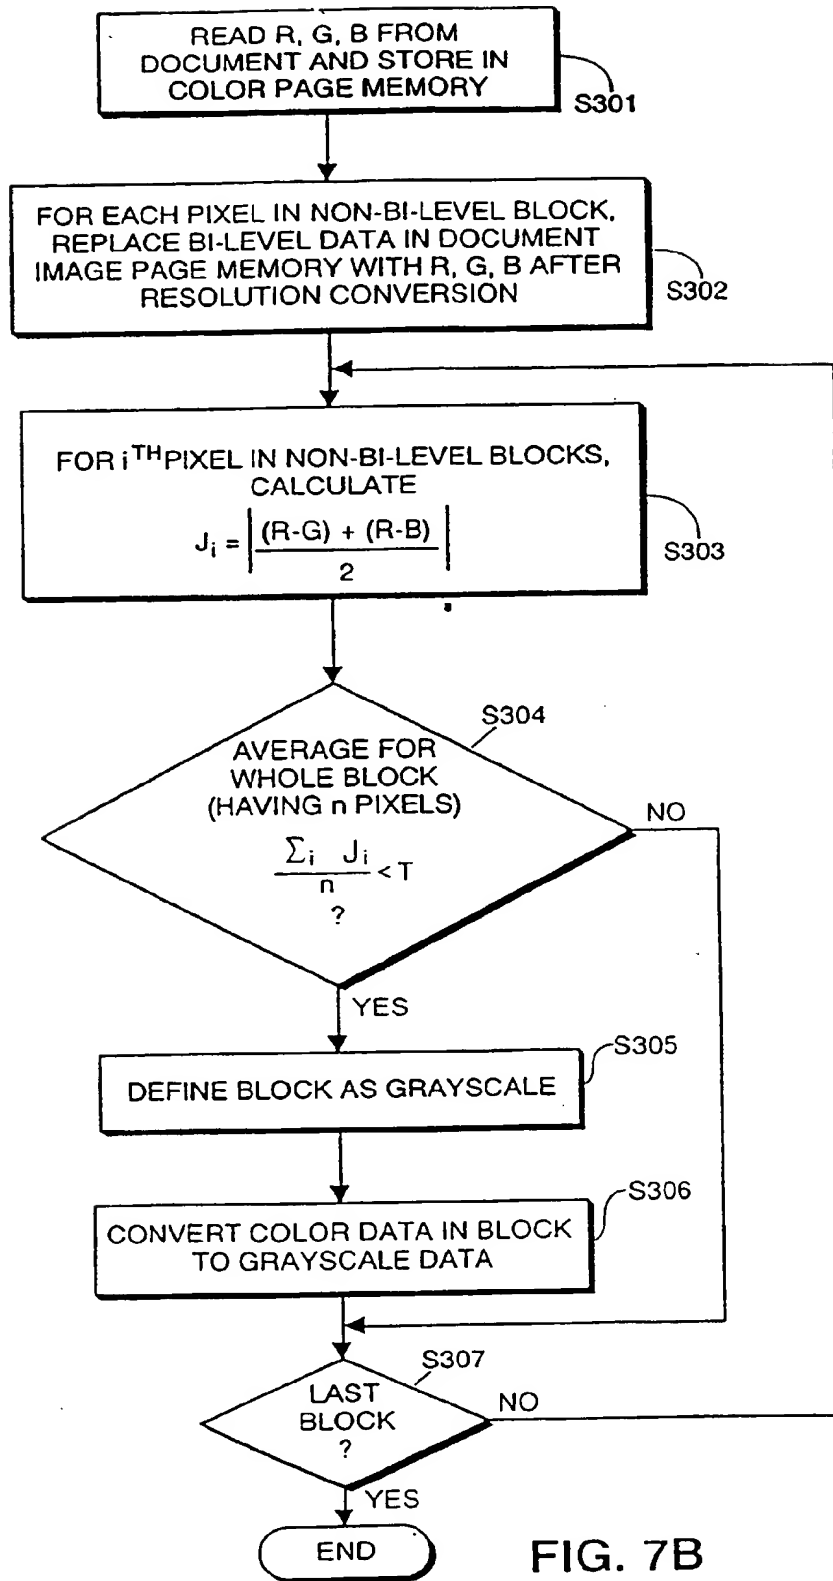 READ R, G, B FROM
DOCUMENT AND STORE IN
COLOR PAGE MEMORY
S301
FOR EACH PIXEL IN NON-BI-LEVEL BLOCK,
REPLACE BI-LEVEL DATA IN DOCUMENT
IMAGE PAGE MEMORY WITH R, G, B AFTER
RESOLUTION CONVERSION
S302
FOR iTH PIXEL IN NON-BI-LEVEL BLOCKS,
CALCULATE
Ji = | (R-G) + (R-B) / 2 |
S303
S304
AVERAGE FOR
WHOLE BLOCK
(HAVING n PIXELS)
Σi Ji / n < T
?
NO
YES
S305
DEFINE BLOCK AS GRAYSCALE
S306
CONVERT COLOR DATA IN BLOCK
TO GRAYSCALE DATA
S307
LAST
BLOCK
?
NO
YES
END
FIG. 7B